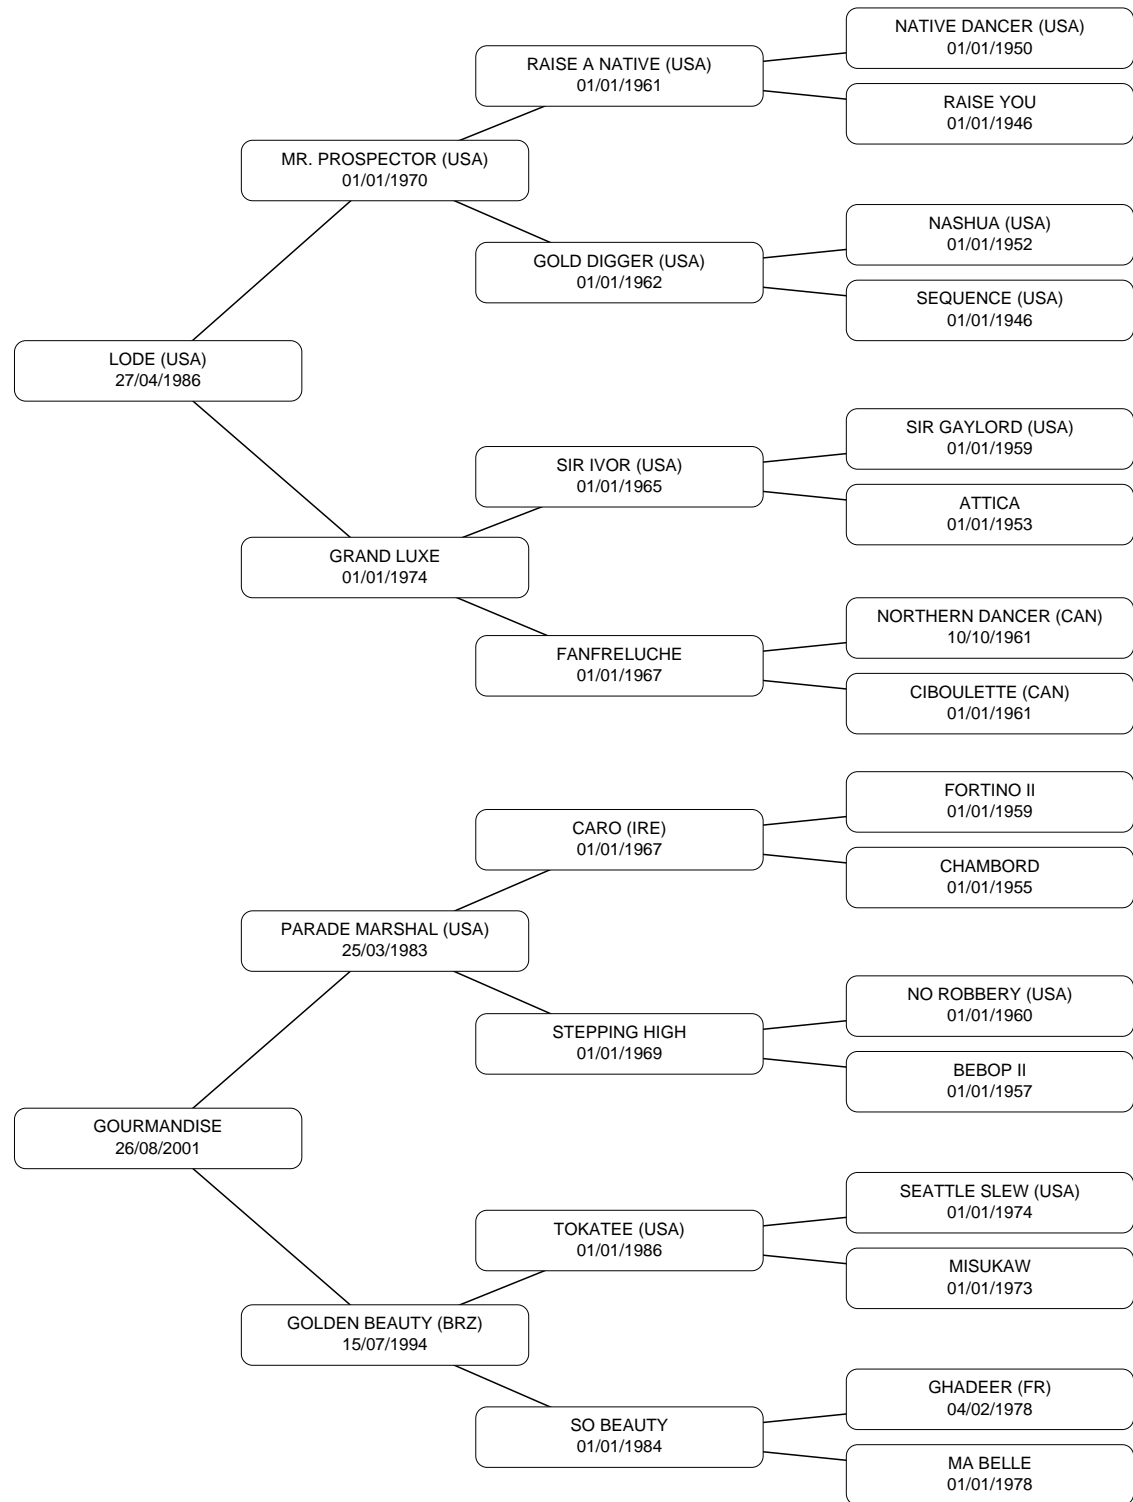 NATIVE DANCER (USA)
01/01/1950
RAISE A NATIVE (USA)
01/01/1961
RAISE YOU
01/01/1946
MR. PROSPECTOR (USA)
01/01/1970
NASHUA (USA)
01/01/1952
GOLD DIGGER (USA)
01/01/1962
SEQUENCE (USA)
01/01/1946
LODE (USA)
27/04/1986
SIR GAYLORD (USA)
01/01/1959
SIR IVOR (USA)
01/01/1965
ATTICA
01/01/1953
GRAND LUXE
01/01/1974
NORTHERN DANCER (CAN)
10/10/1961
FANFRELUCHE
01/01/1967
CIBOULETTE (CAN)
01/01/1961
FORTINO II
01/01/1959
CARO (IRE)
01/01/1967
CHAMBORD
01/01/1955
PARADE MARSHAL (USA)
25/03/1983
NO ROBBERY (USA)
01/01/1960
STEPPING HIGH
01/01/1969
BEBOP II
01/01/1957
GOURMANDISE
26/08/2001
SEATTLE SLEW (USA)
01/01/1974
TOKATEE (USA)
01/01/1986
MISUKAW
01/01/1973
GOLDEN BEAUTY (BRZ)
15/07/1994
GHADEER (FR)
04/02/1978
SO BEAUTY
01/01/1984
MA BELLE
01/01/1978